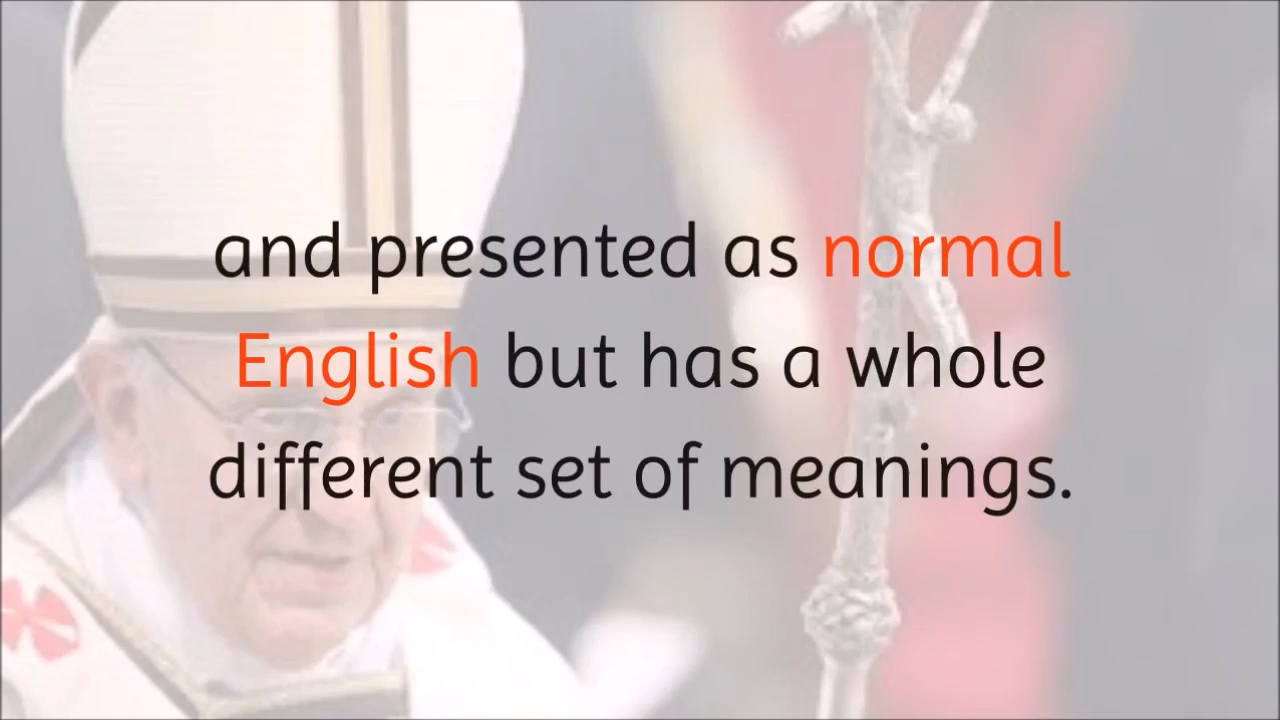 and presented as normal
English but has a whole
different set of meanings.